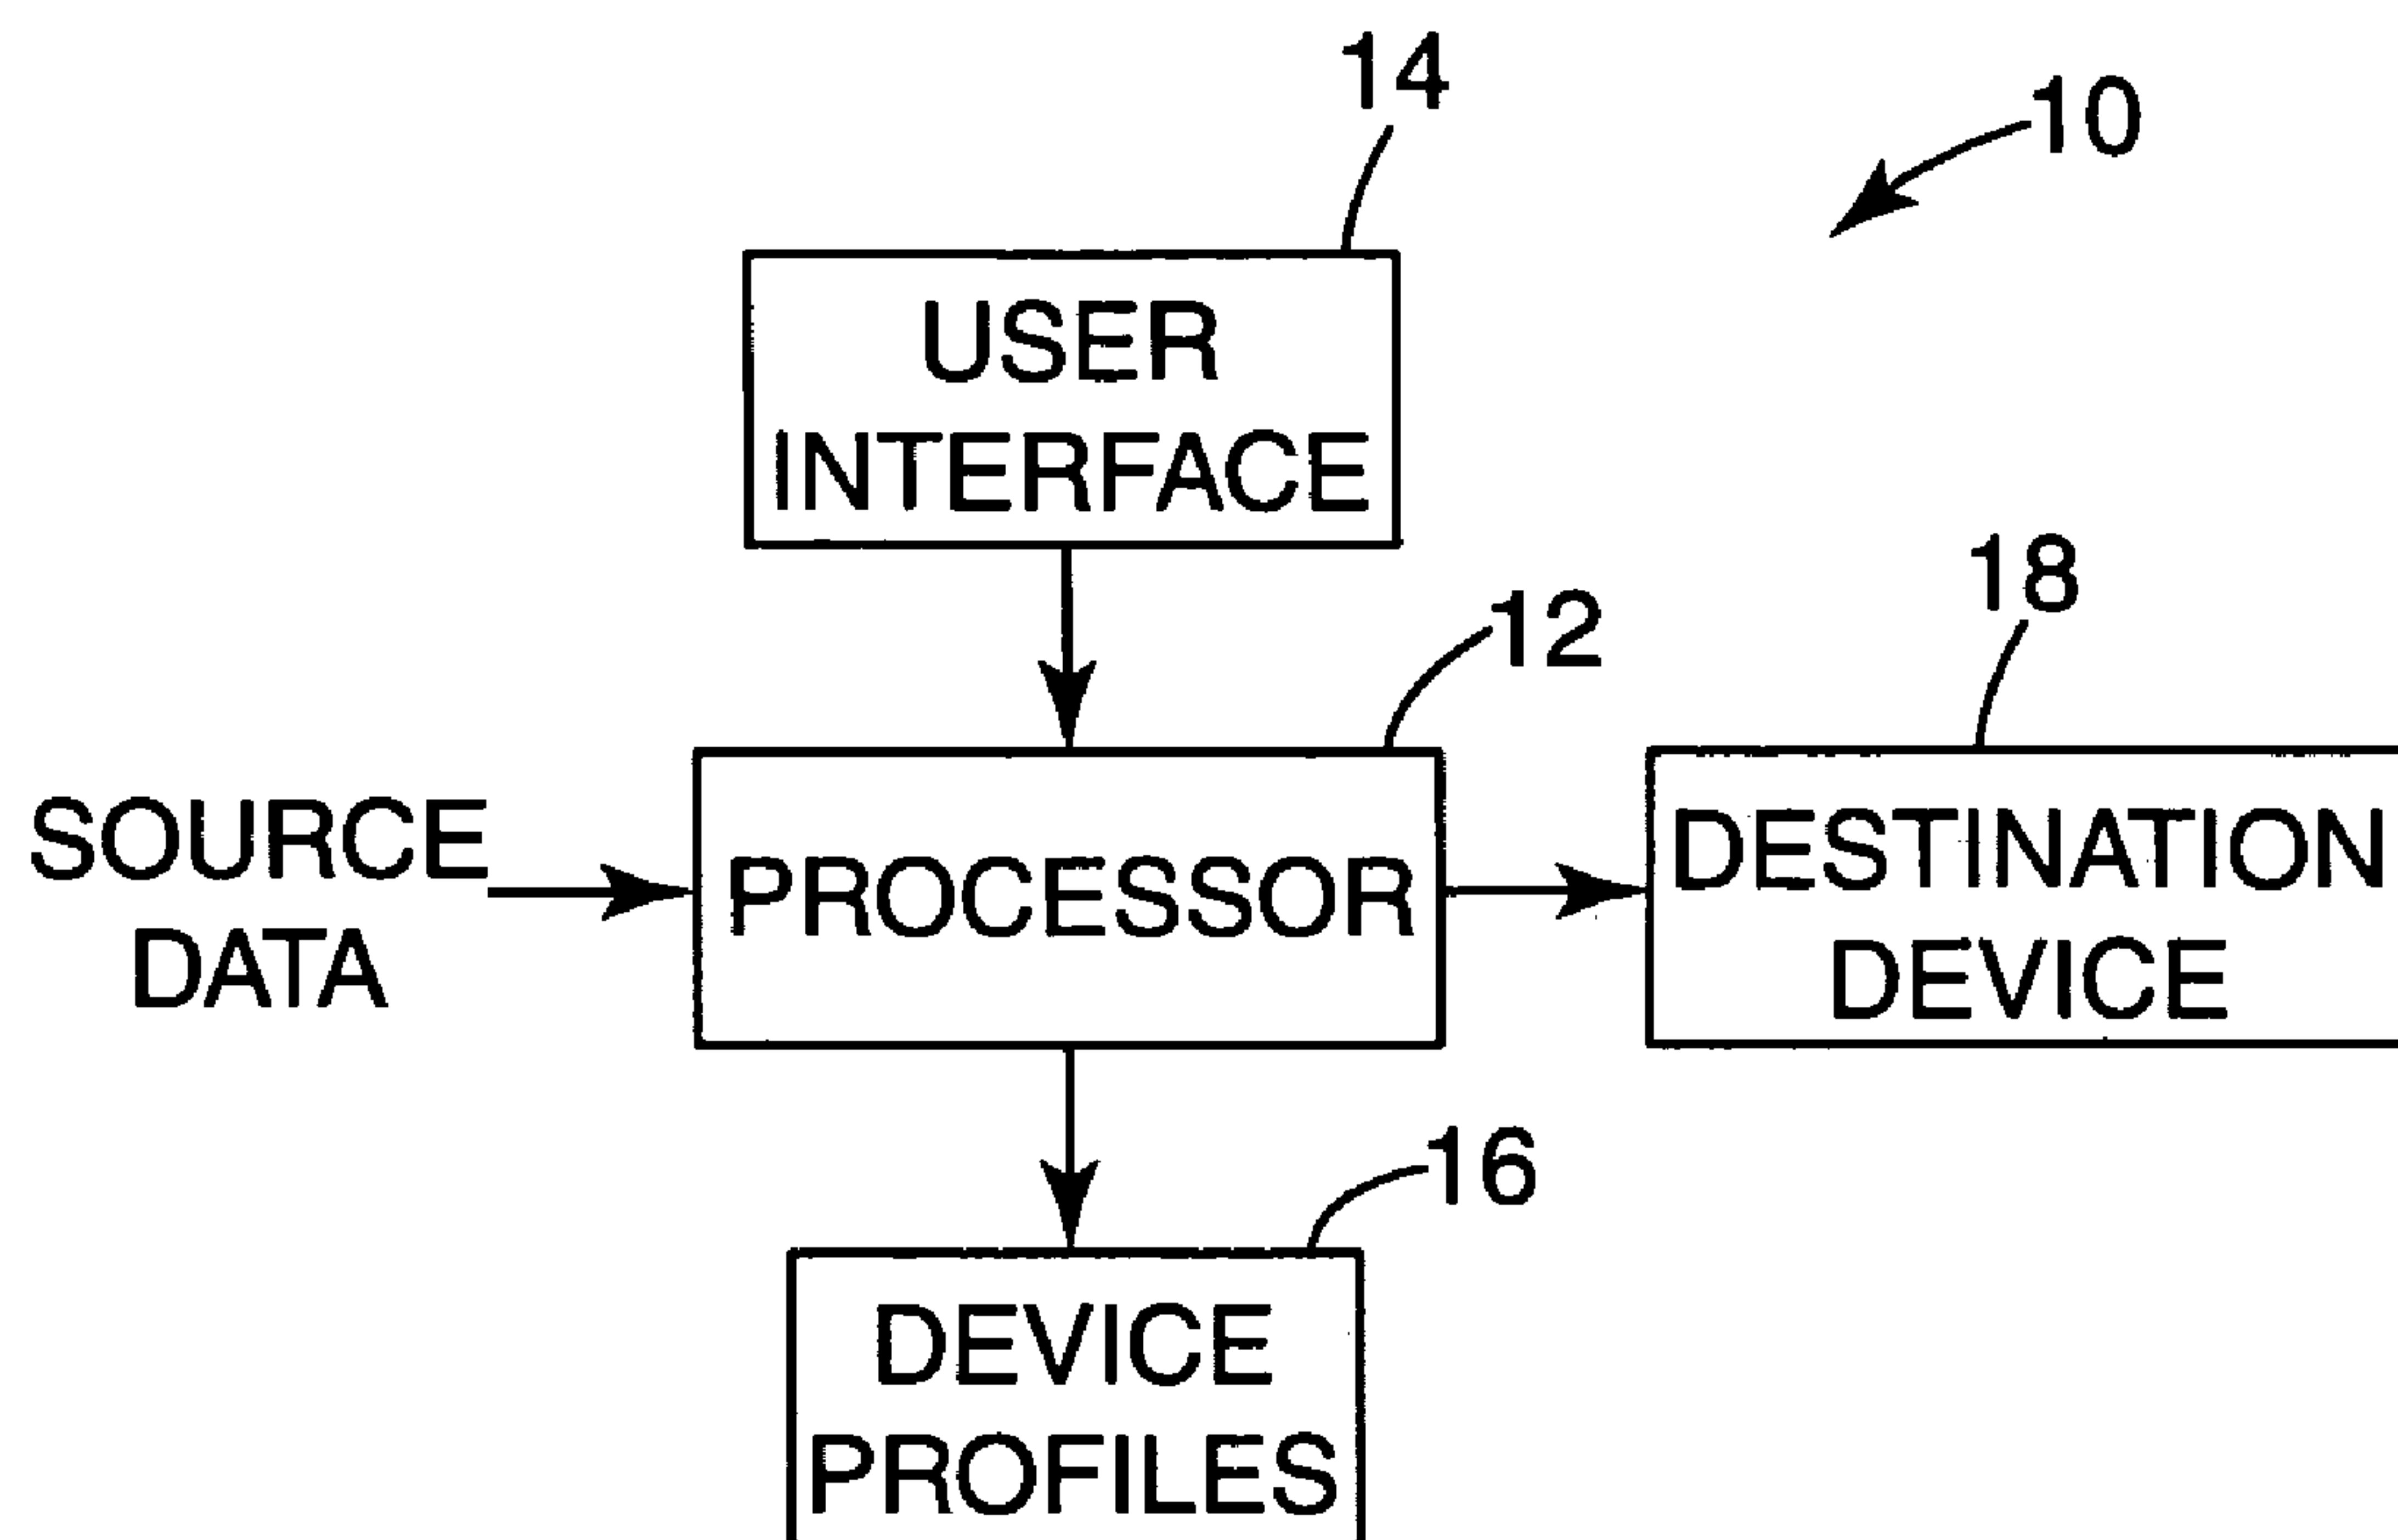 14
10
USER
INTERFACE
12
18
SOURCE
DATA
PROCESSOR
DESTINATION
DEVICE
16
DEVICE
PROFILES